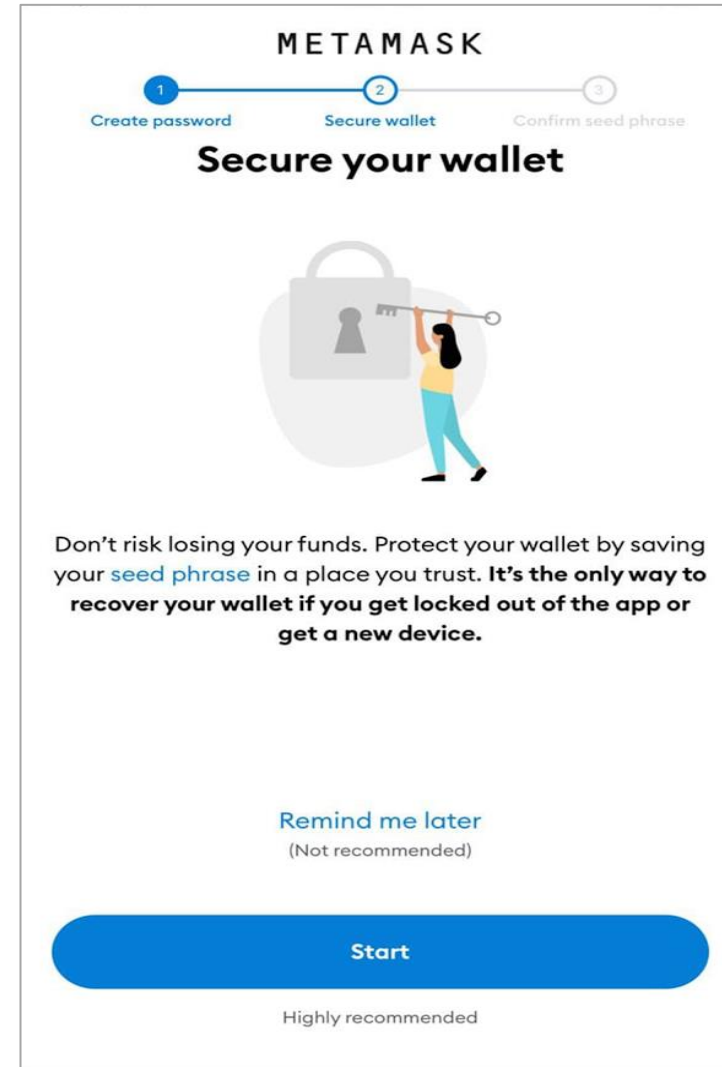 METAMASK
1 2 3
Create password Secure wallet Confirm seed phrase
Secure your wallet
Don’t risk losing your funds. Protect your wallet by saving
your seed phrase in a place you trust. It’s the only way to
recover your wallet if you get locked out of the app or
get a new device.
Remind me later
(Not recommended)
Start
Highly recommended